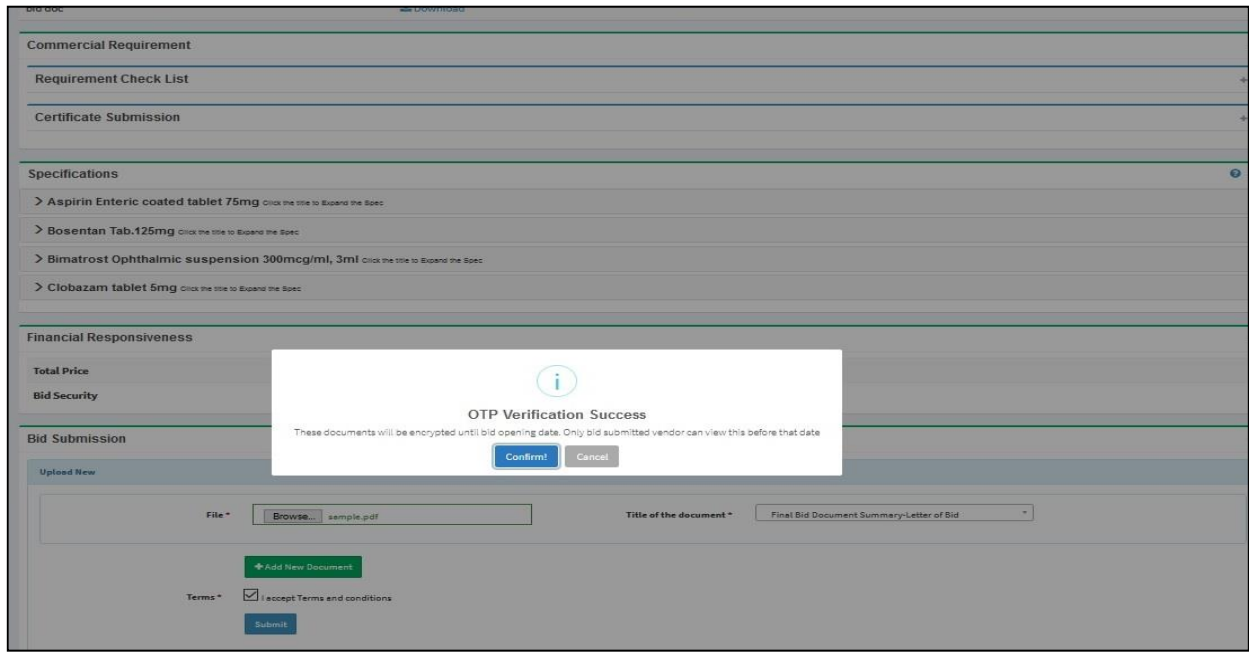 bid doc Download
Commercial Requirement
Requirement Check List +
Certificate Submission +
Specifications
> Aspirin Enteric coated tablet 75mg Click the title to Expand the Spec
> Bosentan Tab.125mg Click the title to Expand the Spec
> Bimatrost Ophthalmic suspension 300mcg/ml, 3ml Click the title to Expand the Spec
> Clobazam tablet 5mg Click the title to Expand the Spec
Financial Responsiveness
Total Price
Bid Security
OTP Verification Success
These documents will be encrypted until bid opening date. Only bid submitted vendor can view this before that date
Confirm! Cancel
Bid Submission
Upload New
File * Browse... sample.pdf Title of the document * Final Bid Document Summary-Letter of Bid
+Add New Document
Terms * I accept Terms and conditions
Submit